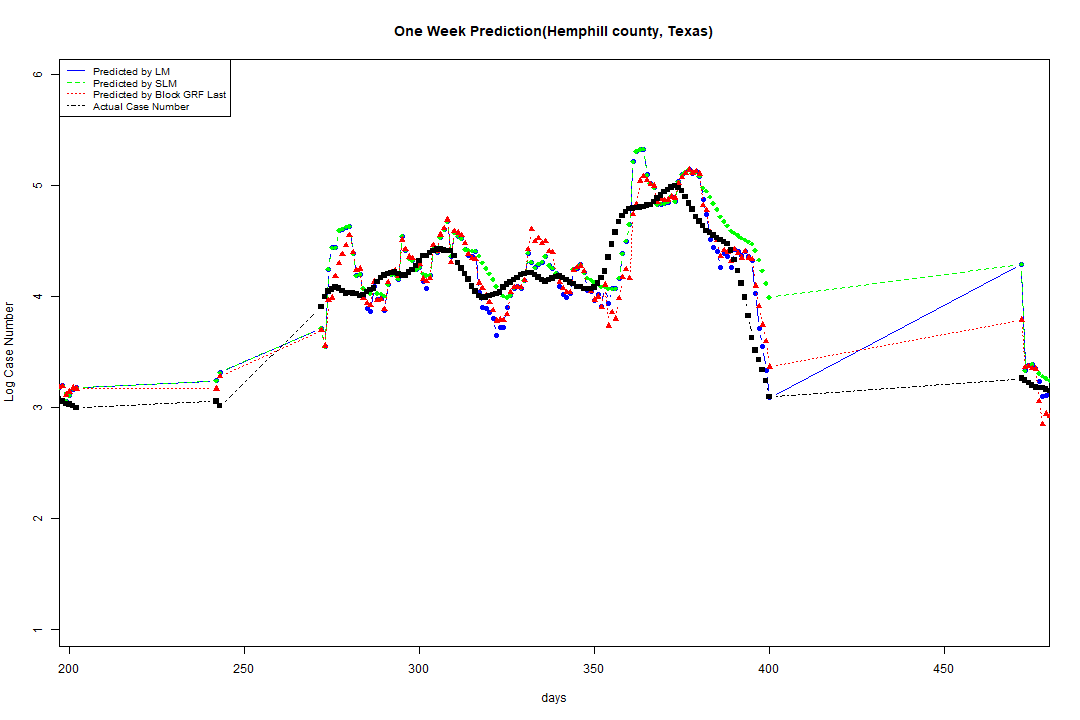 One Week Prediction(Hemphill county, Texas)
Predicted by LM
Predicted by SLM
Predicted by Block GRF Last
Actual Case Number
6
5
4
3
2
1
Log Case Number
200 250 300 350 400 450
days